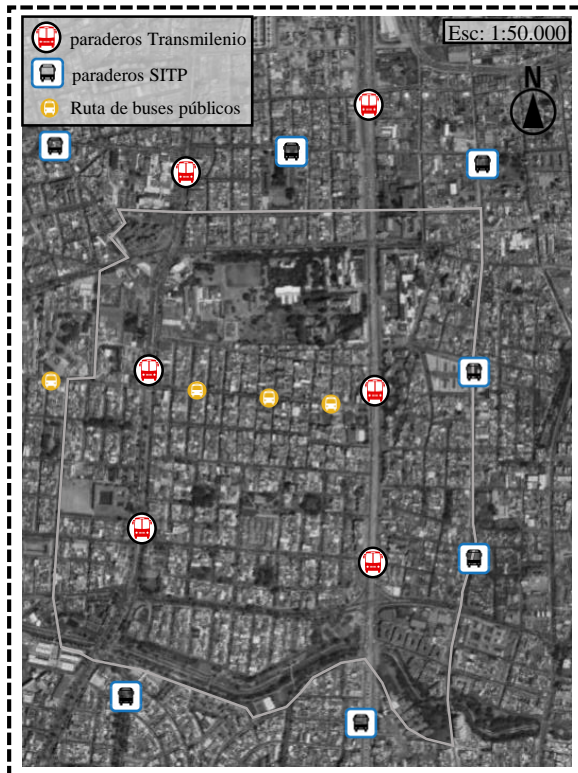 paraderos Transmilenio
paraderos SITP
Ruta de buses públicos
Esc: 1:50.000
N